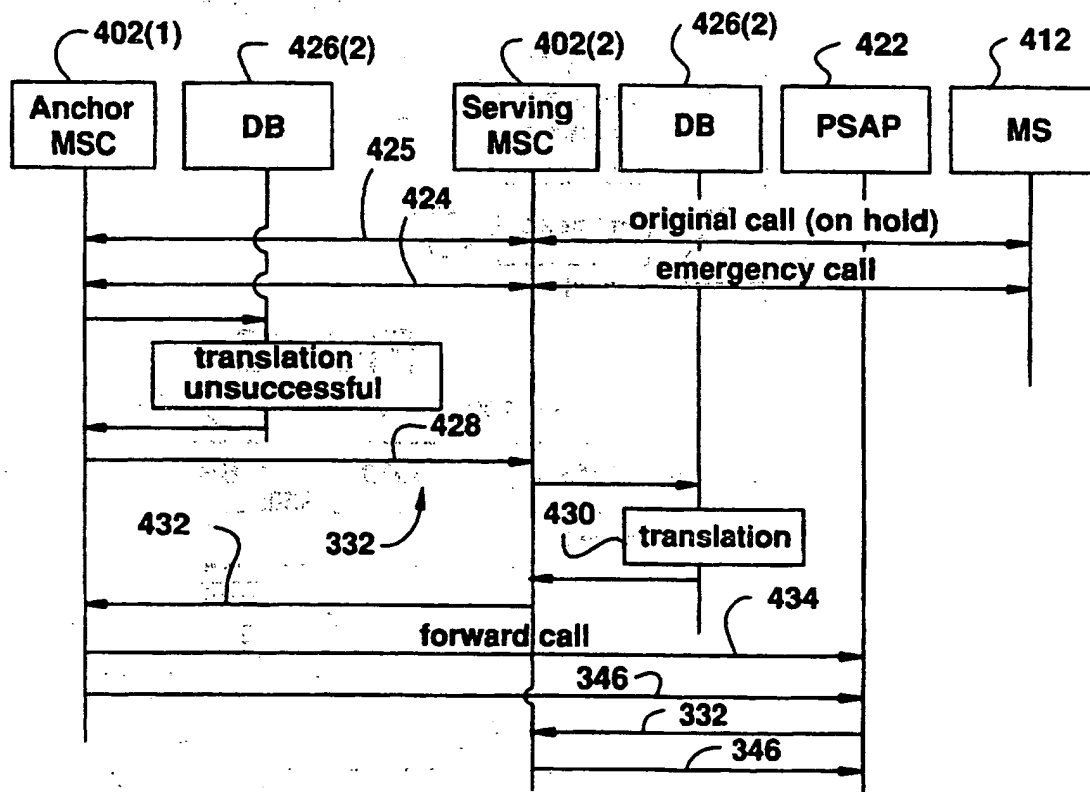 402(1)
426(2)
402(2)
426(2)
422
412
Anchor
MSC
DB
Serving
MSC
DB
PSAP
MS
425
424
original call (on hold)
emergency call
translation
unsuccessful
428
432
332
430
translation
434
forward call
346
332
346